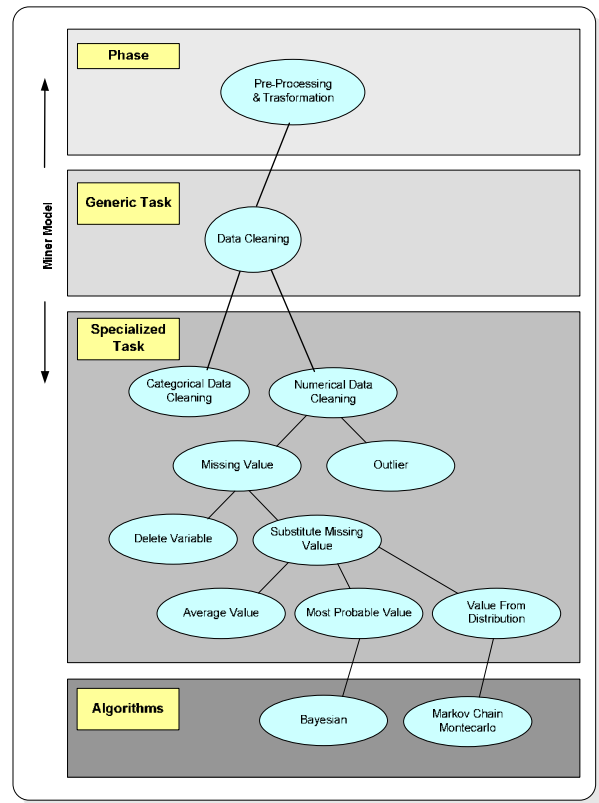 Phase
Pre-Processing
& Trasformation
Miner Model
Generic Task
Data Cleaning
Specialized
Task
Categorical Data
Cleaning
Numerical Data
Cleaning
Missing Value
Outlier
Delete Variable
Substitute Missing
Value
Average Value
Most Probable Value
Value From
Distribution
Algorithms
Bayesian
Markov Chain
Montecarlo